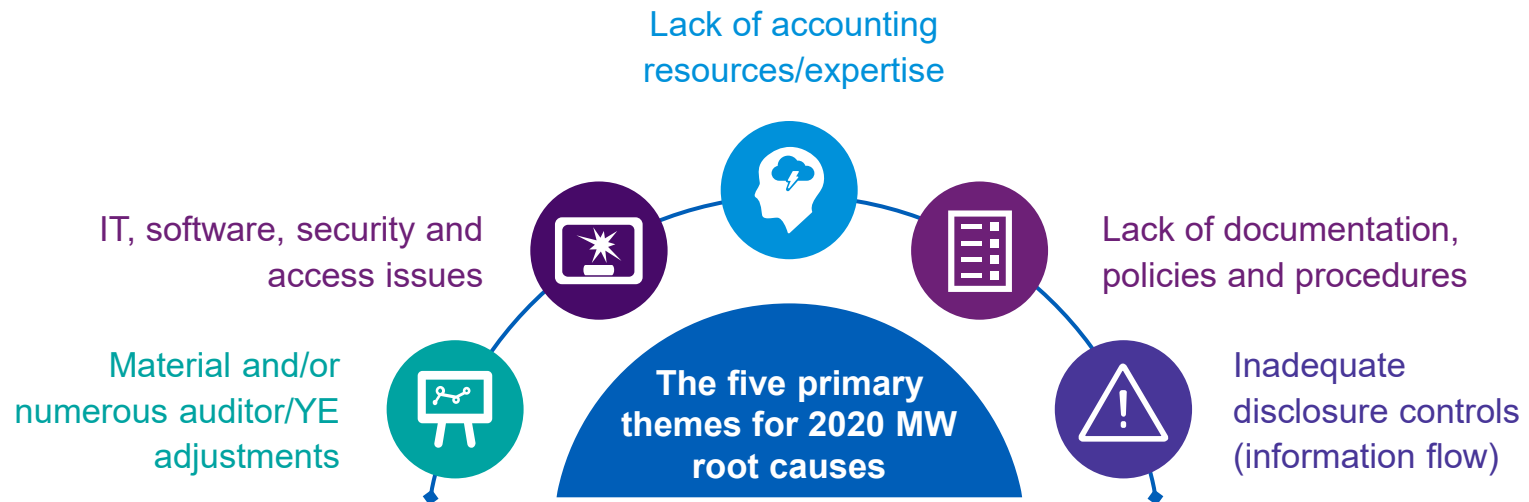 Lack of accounting
resources/expertise
IT, software, security and
access issues
Lack of documentation,
policies and procedures
Material and/or
numerous auditor/YE
adjustments
The five primary
themes for 2020 MW
root causes
Inadequate
disclosure controls
(information flow)